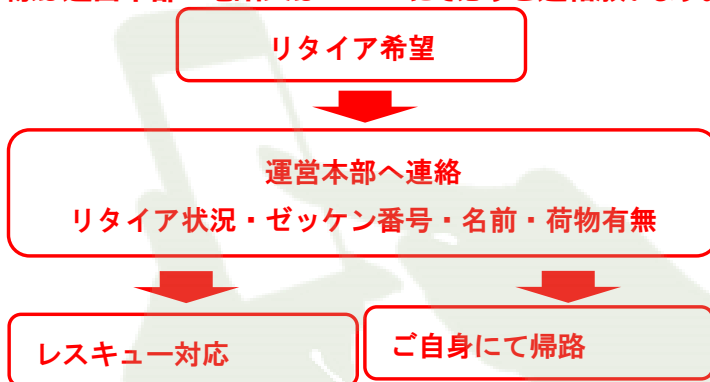 リタイア希望
運営本部へ連絡
リタイア状況・ゼッケン番号・名前・荷物有無
レスキュー対応
ご自身にて帰路